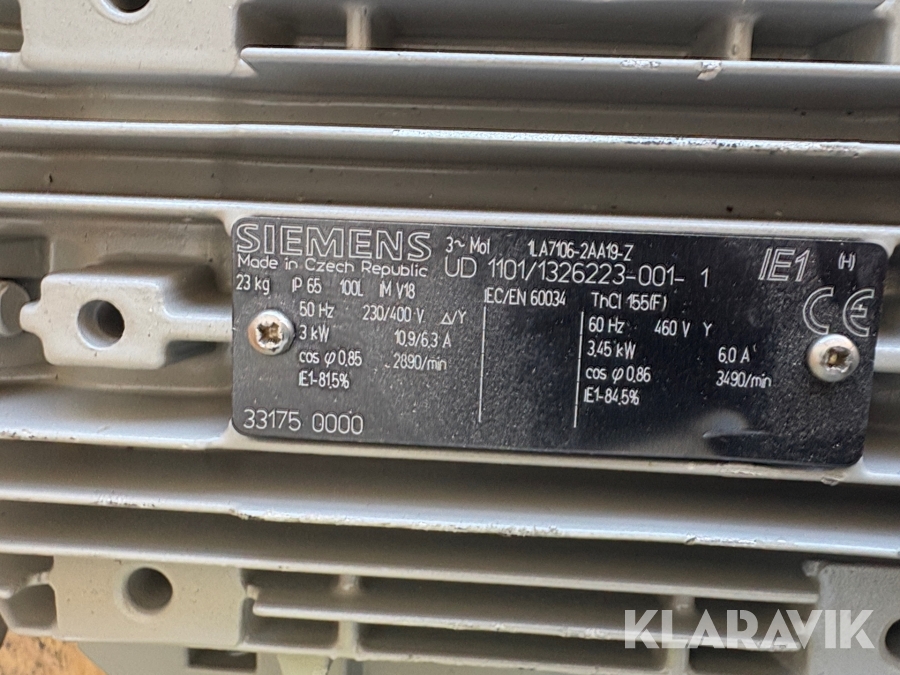 SIEMENS 3~ Mot 1LA7106-2AA19-Z IE1 (H)
Made in Czech Republic UD 1101/1326223-001- 1
23 kg IP 65 100L IM V18 IEC/EN 60034 Th.Cl. 155(F)
50 Hz 230/400 V △/Y 60 Hz 460 V Y
3 kW 10,9/6,3 A 3,45 kW 6,0 A
cos φ 0,85 2890/min cos φ 0,86 3490/min
IE1-81,5% IE1-84,5%
33175 0000
CE
KLARAVIK